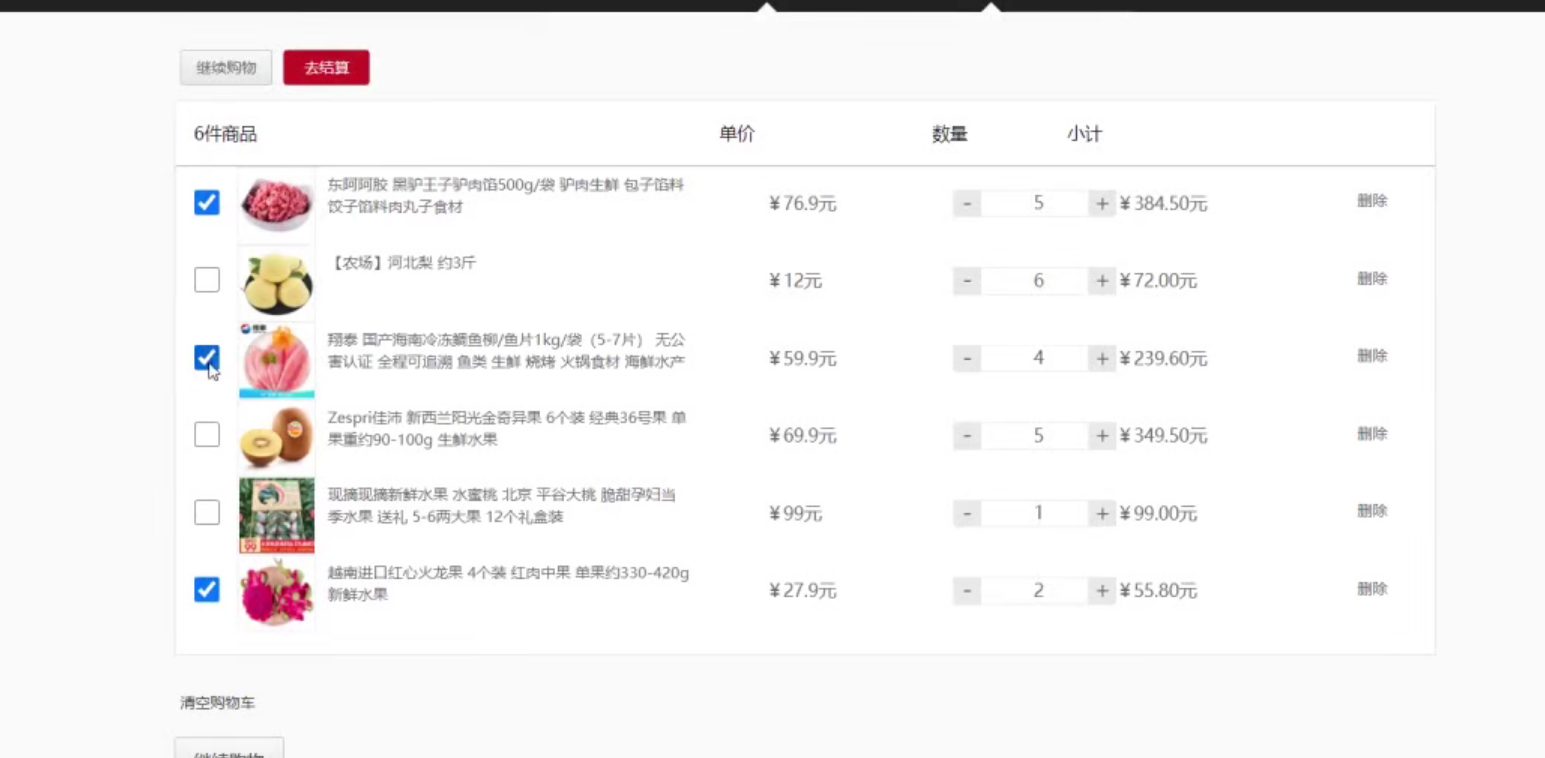 继续购物 去结算
6件商品 单价 数量 小计
东阿阿胶 黑驴王子驴肉馅500g/袋 驴肉生鲜 包子馅料
饺子馅料肉丸子食材
¥76.9元 - 5 + ¥384.50元 删除
【农场】河北梨 约3斤
¥12元 - 6 + ¥72.00元 删除
翔泰 国产海南冷冻鲷鱼柳/鱼片1kg/袋（5-7片） 无公
害认证 全程可追溯 鱼类 生鲜 烧烤 火锅食材 海鲜水产
¥59.9元 - 4 + ¥239.60元 删除
Zespri佳沛 新西兰阳光金奇异果 6个装 经典36号果 单
果重约90-100g 生鲜水果
¥69.9元 - 5 + ¥349.50元 删除
现摘现摘新鲜水果 水蜜桃 北京 平谷大桃 脆甜孕妇当
季水果 送礼 5-6两大果 12个礼盒装
¥99元 - 1 + ¥99.00元 删除
越南进口红心火龙果 4个装 红肉中果 单果约330-420g
新鲜水果
¥27.9元 - 2 + ¥55.80元 删除
清空购物车
继续购物